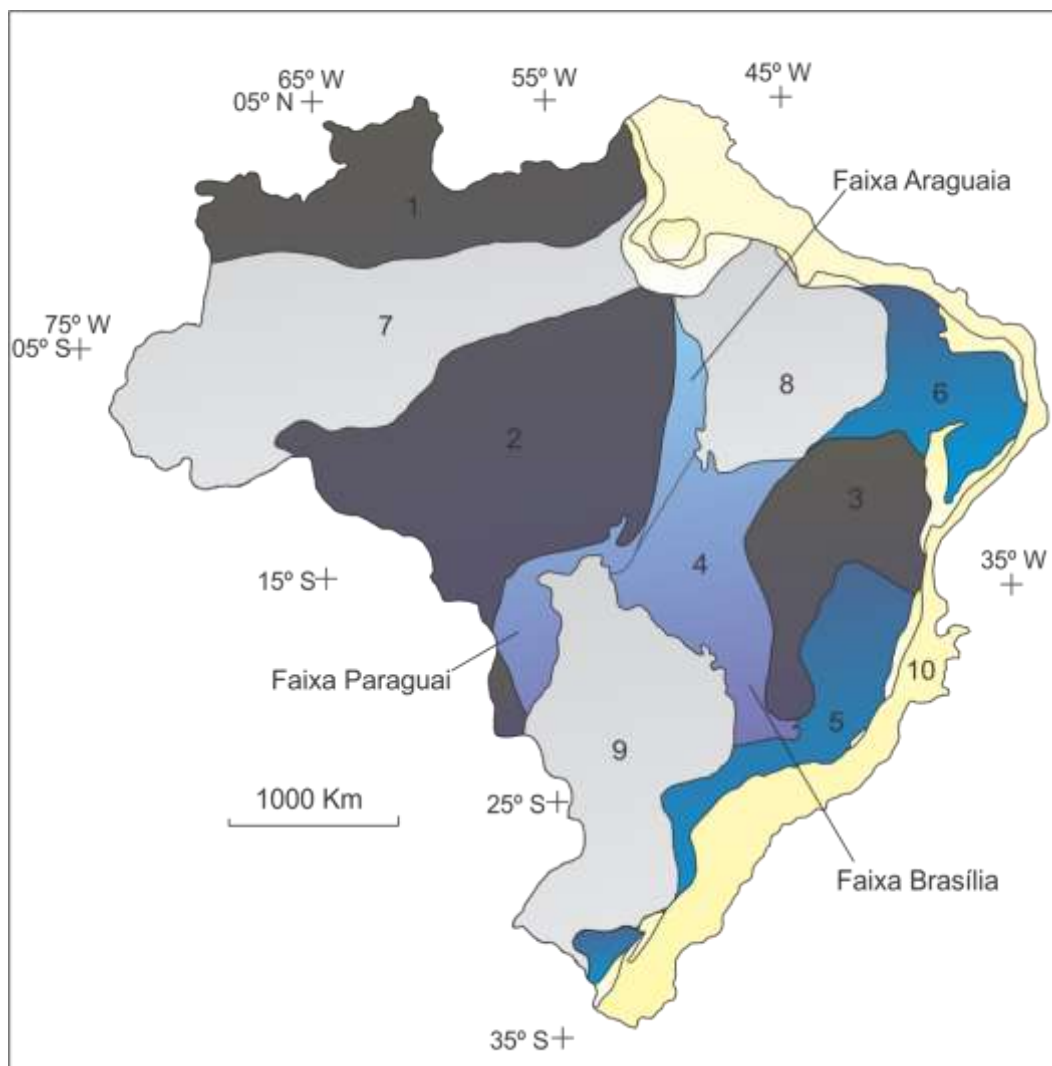 65º W
55º W
45º W
05º N
Faixa Araguaia
1
7
75º W
05º S
8
6
2
3
4
15º S
35º W
Faixa Paraguai
10
5
9
1000 Km
25º S
Faixa Brasília
35º S